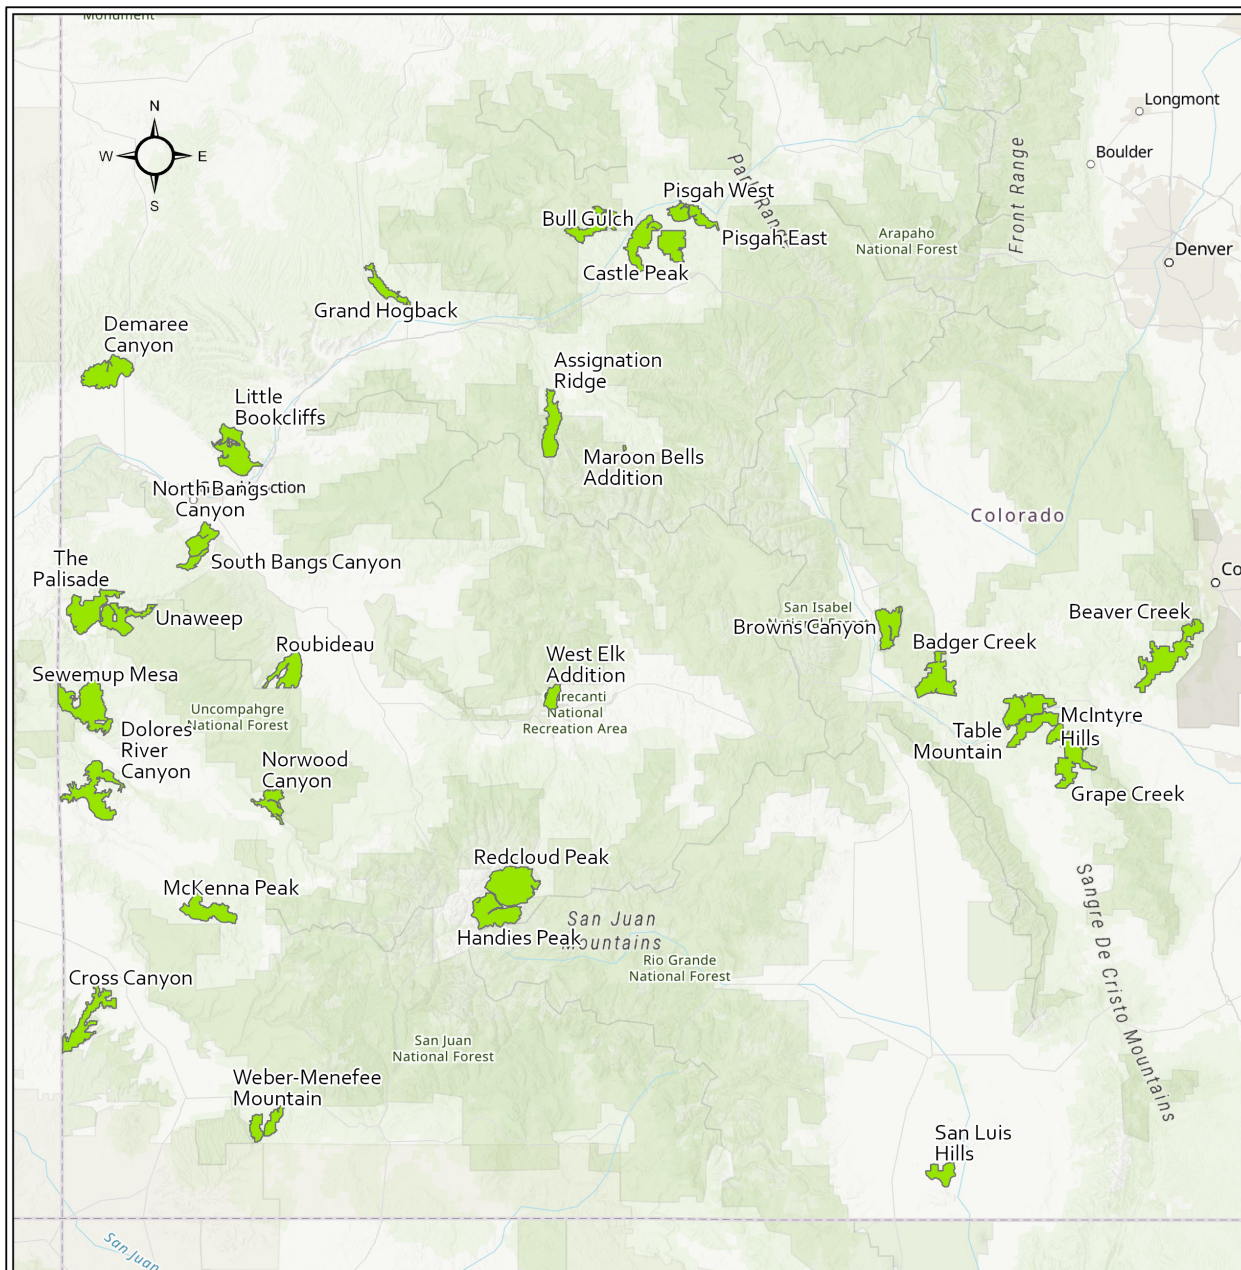 Monument
N
W
E
S
Longmont
Boulder
Front Range
Denver
Arapaho
National Forest
Pisgah West
Bull Gulch
Pisgah East
Castle Peak
Grand Hogback
Demaree
Canyon
Assignation
Ridge
Little
Bookcliffs
Maroon Bells
Addition
North Bangs
Canyon
South Bangs Canyon
Colorado
The
Palisade
Unaweep
Co
San Isabel
Browns Canyon
Beaver Creek
Badger Creek
Roubideau
West Elk
Addition
National
Recreation Area
Sewemup Mesa
Uncompahgre
National Forest
Dolores
River
Canyon
Norwood
Canyon
Table
Mountain
McIntyre
Hills
Grape Creek
Redcloud Peak
McKenna Peak
Handies Peak
San Juan
Mountains
Rio Grande
National Forest
Sangre De Cristo Mountains
Cross Canyon
San Juan
National Forest
Weber-Menefee
Mountain
San Luis
Hills
San Juan